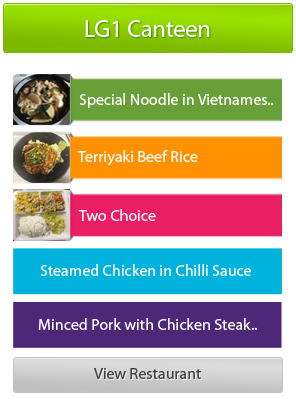 LG1 Canteen
Special Noodle in Vietnames..
Terriyaki Beef Rice
Two Choice
Steamed Chicken in Chilli Sauce
Minced Pork with Chicken Steak..
View Restaurant